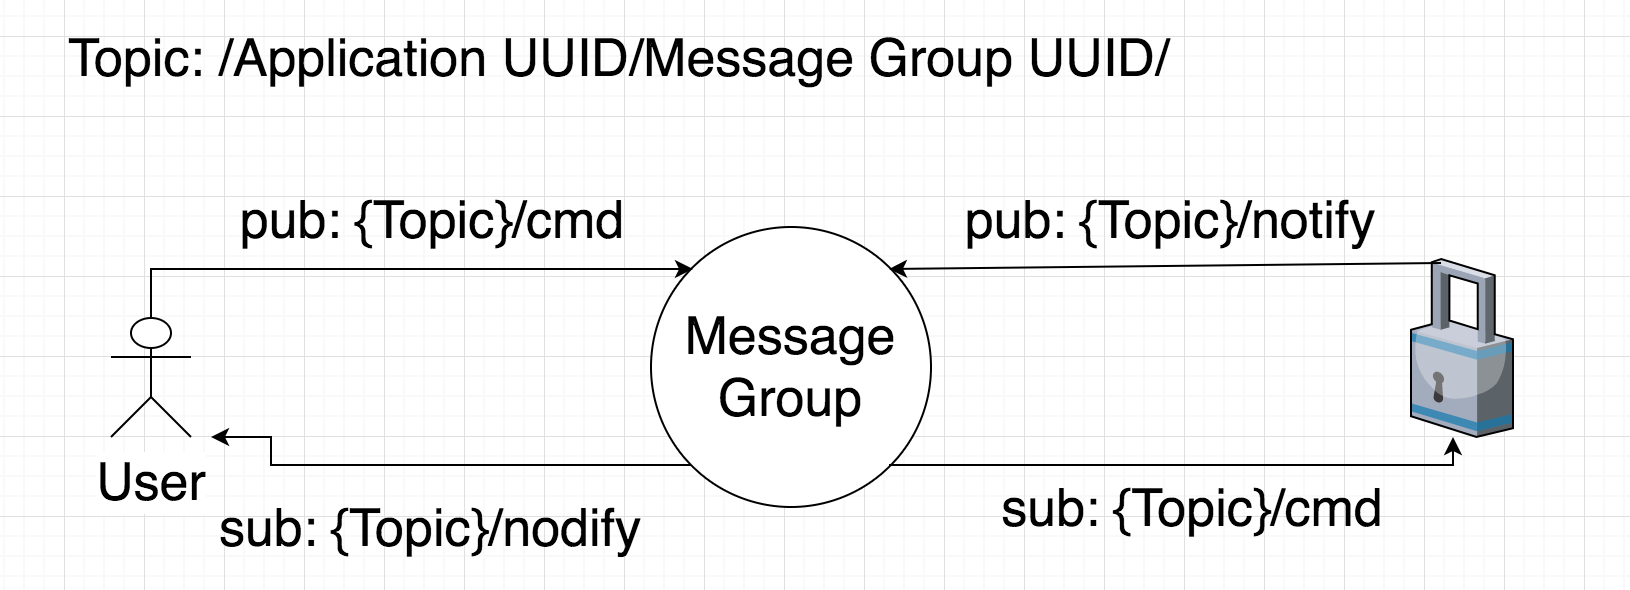 Topic: /Application UUID/Message Group UUID/
pub: {Topic}/cmd
pub: {Topic}/notify
Message
Group
User
sub: {Topic}/nodify
sub: {Topic}/cmd